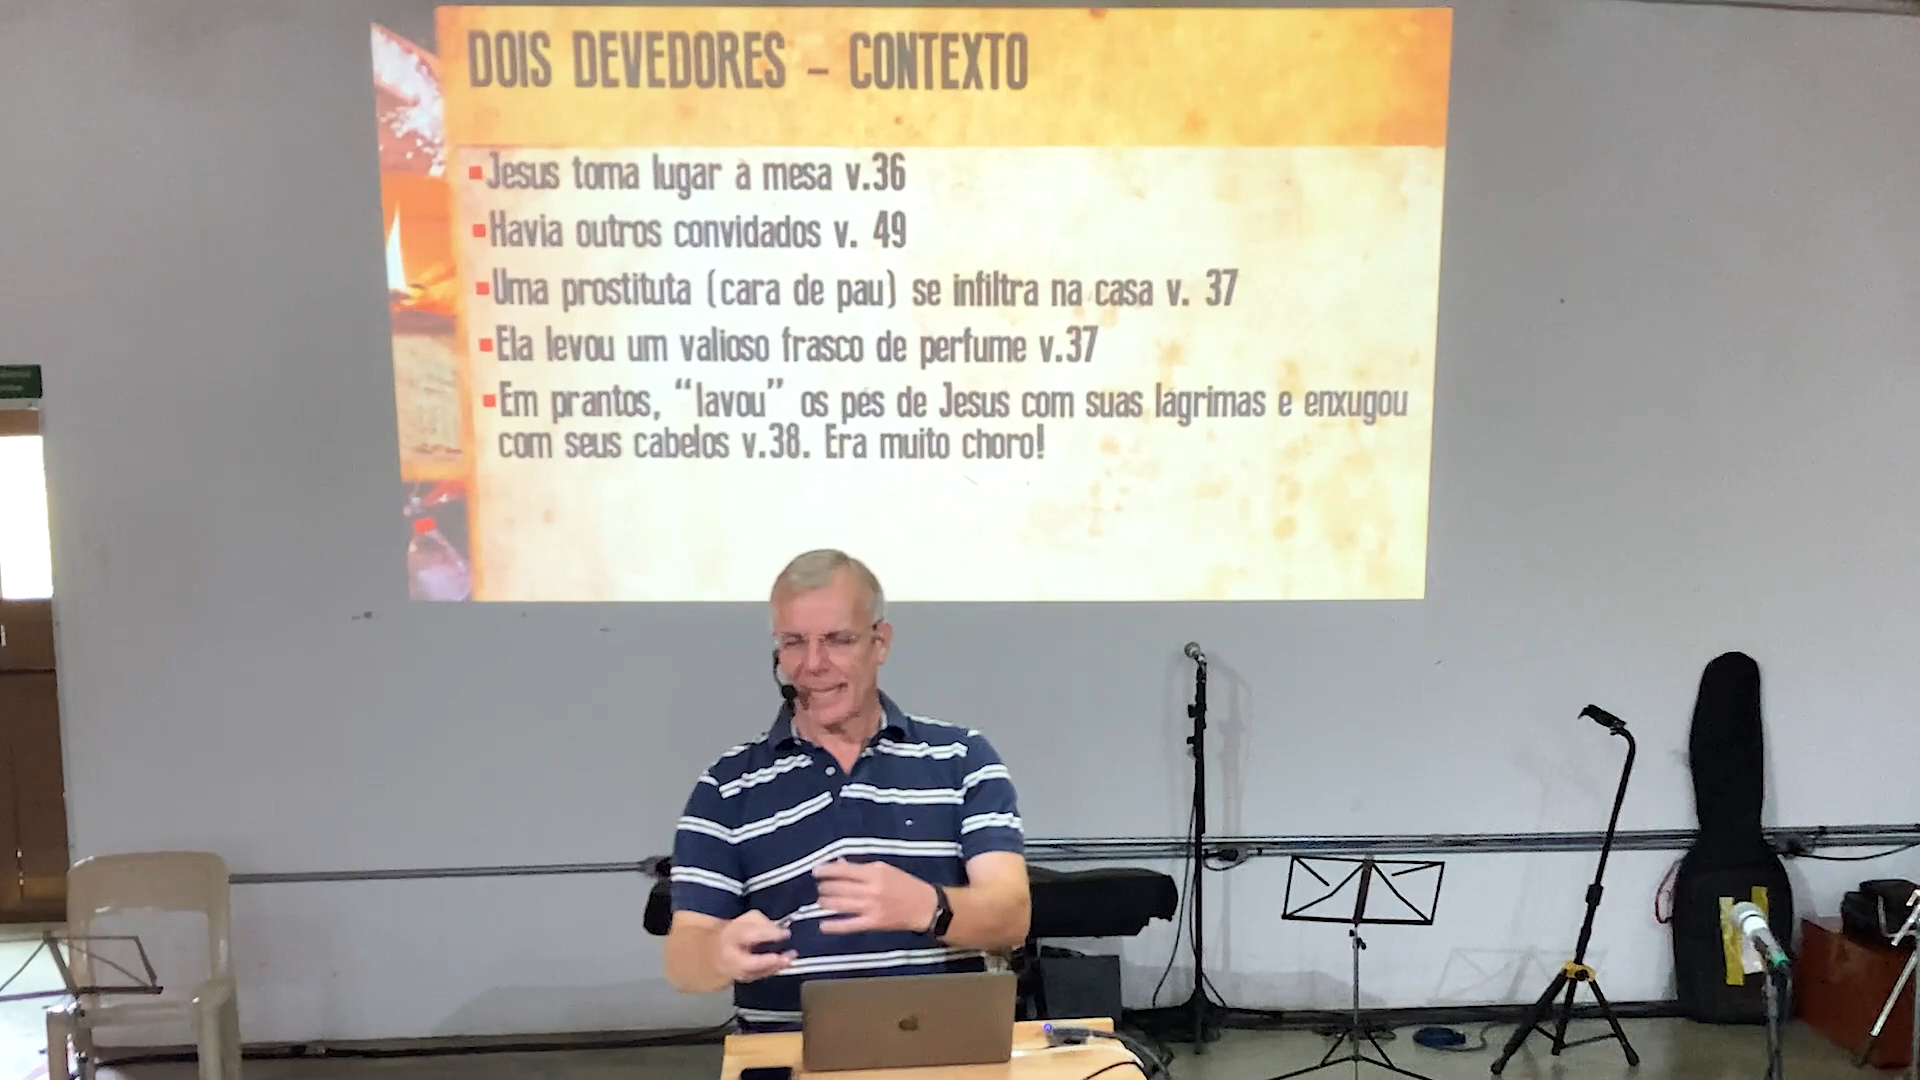 DOIS DEVEDORES - CONTEXTO
▪Jesus toma lugar à mesa v.36
▪Havia outros convidados v. 49
▪Uma prostituta (cara de pau) se infiltra na casa v. 37
▪Ela levou um valioso frasco de perfume v.37
▪Em prantos, “lavou” os pés de Jesus com suas lágrimas e enxugou
com seus cabelos v.38. Era muito choro!